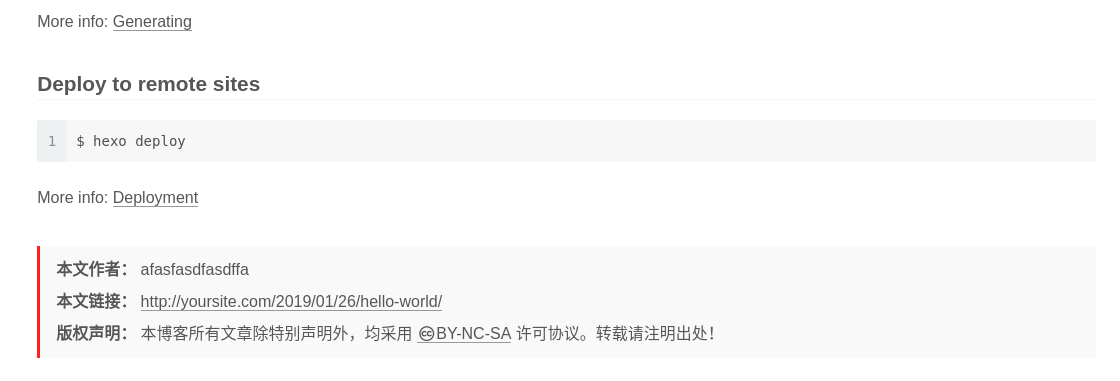 More info: Generating
Deploy to remote sites
1 $ hexo deploy
More info: Deployment
本文作者： afasfasdfasdffa
本文链接： http://yoursite.com/2019/01/26/hello-world/
版权声明： 本博客所有文章除特别声明外，均采用 BY-NC-SA 许可协议。转载请注明出处！